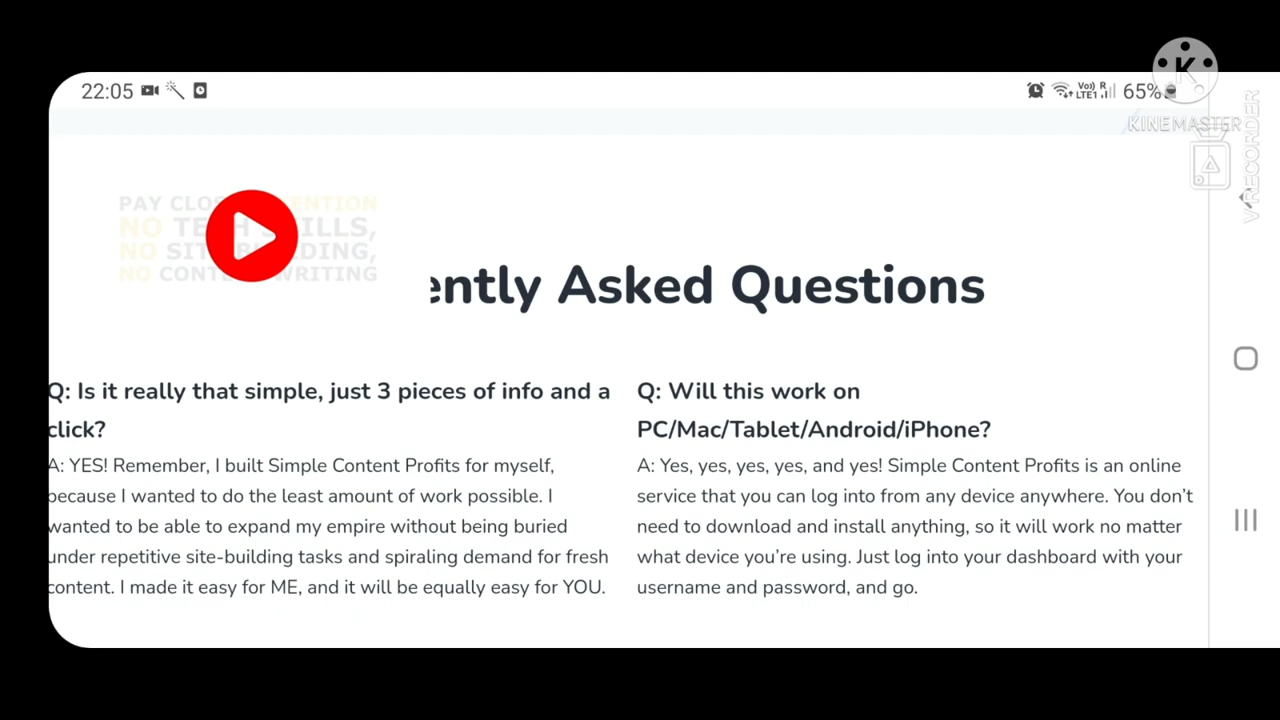 22:05
Vo)) R
LTE1
65%
KINEMASTER
V RECORDER
NO
NO
NO
ently Asked Questions
Q: Is it really that simple, just 3 pieces of info and a
click?
A: YES! Remember, I built Simple Content Profits for myself,
because I wanted to do the least amount of work possible. I
wanted to be able to expand my empire without being buried
under repetitive site-building tasks and spiraling demand for fresh
content. I made it easy for ME, and it will be equally easy for YOU.
Q: Will this work on
PC/Mac/Tablet/Android/iPhone?
A: Yes, yes, yes, yes, and yes! Simple Content Profits is an online
service that you can log into from any device anywhere. You don’t
need to download and install anything, so it will work no matter
what device you’re using. Just log into your dashboard with your
username and password, and go.